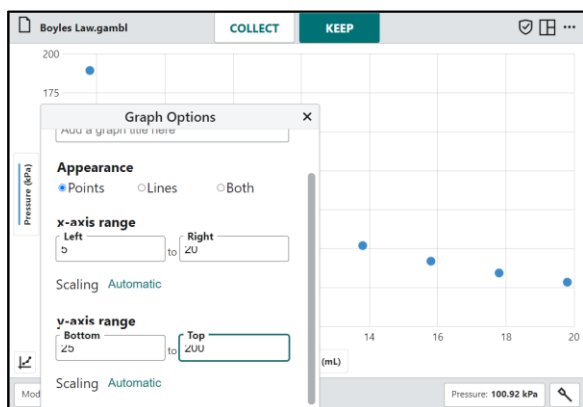 Boyles Law.gambl
COLLECT
KEEP
200
175
Graph Options
Add a graph title here
Appearance
Points
Lines
Both
x-axis range
Left
5
to
Right
20
Scaling Automatic
y-axis range
Bottom
25
to
Top
200
Scaling Automatic
Pressure (kPa)
14
16
18
20
(mL)
Mod
Pressure: 100.92 kPa